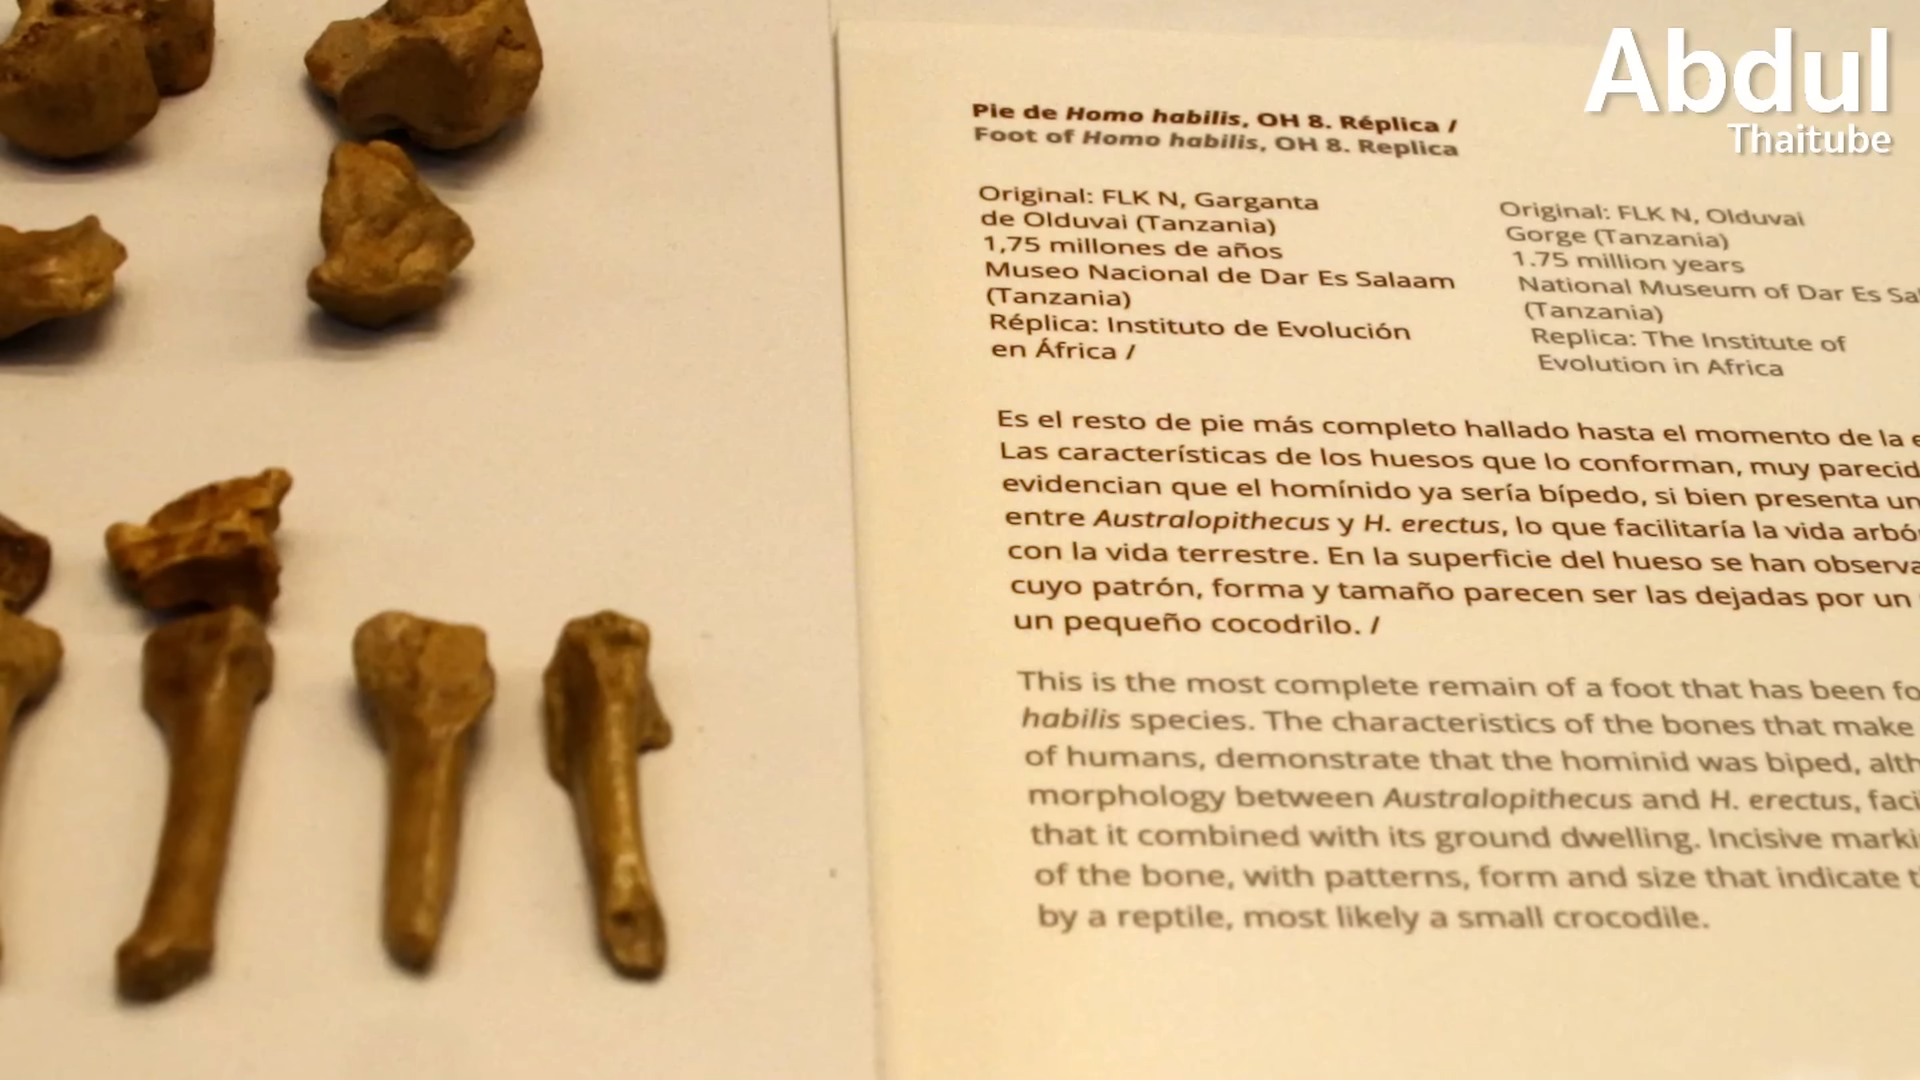 Abdul
Thaitube
Pie de Homo habilis, OH 8. Réplica /
Foot of Homo habilis, OH 8. Replica
Original: FLK N, Garganta
de Olduvai (Tanzania)
1,75 millones de años
Museo Nacional de Dar Es Salaam
(Tanzania)
Réplica: Instituto de Evolución
en África /
Original: FLK N, Olduvai
Gorge (Tanzania)
1.75 million years
National Museum of Dar Es
(Tanzania)
Replica: The Institute of
Evolution in Africa
Es el resto de pie más completo hallado hasta el momento de la
Las características de los huesos que lo conforman, muy
evidencian que el homínido ya sería bípedo, si bien presenta
entre Australopithecus y H. erectus, lo que facilitaría la vida
con la vida terrestre. En la superficie del hueso se han
cuyo patrón, forma y tamaño parecen ser las dejadas por un
un pequeño cocodrilo. /
This is the most complete remain of a foot that has been
habilis species. The characteristics of the bones that make
of humans, demonstrate that the hominid was biped,
morphology between Australopithecus and H. erectus,
that it combined with its ground dwelling. Incisive
of the bone, with patterns, form and size that indicate
by a reptile, most likely a small crocodile.